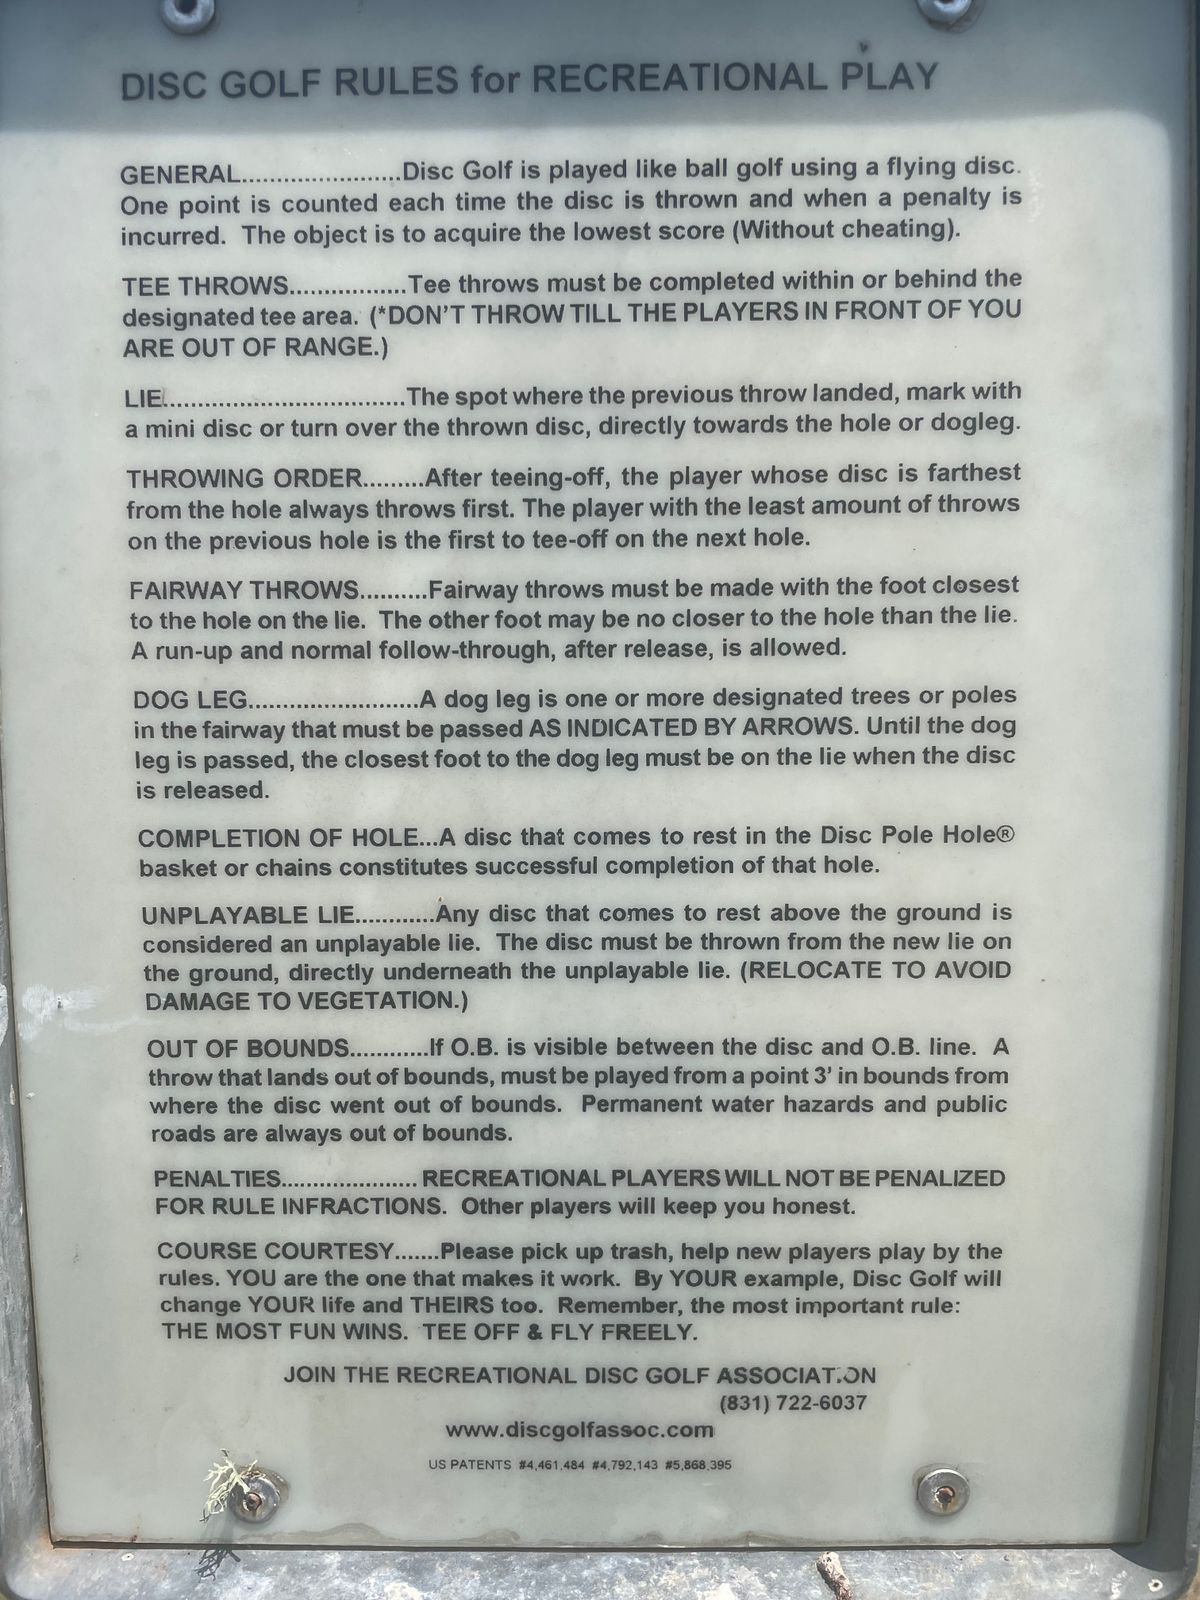 DISC GOLF RULES for RECREATIONAL PLAY
GENERAL.......................Disc Golf is played like ball golf using a flying disc.
One point is counted each time the disc is thrown and when a penalty is
incurred. The object is to acquire the lowest score (Without cheating).
TEE THROWS.................Tee throws must be completed within or behind the
designated tee area. (*DON'T THROW TILL THE PLAYERS IN FRONT OF YOU
ARE OUT OF RANGE.)
LIE...................................The spot where the previous throw landed, mark with
a mini disc or turn over the thrown disc, directly towards the hole or dogleg.
THROWING ORDER.........After teeing-off, the player whose disc is farthest
from the hole always throws first. The player with the least amount of throws
on the previous hole is the first to tee-off on the next hole.
FAIRWAY THROWS..........Fairway throws must be made with the foot closest
to the hole on the lie. The other foot may be no closer to the hole than the lie.
A run-up and normal follow-through, after release, is allowed.
DOG LEG.........................A dog leg is one or more designated trees or poles
in the fairway that must be passed AS INDICATED BY ARROWS. Until the dog
leg is passed, the closest foot to the dog leg must be on the lie when the disc
is released.
COMPLETION OF HOLE...A disc that comes to rest in the Disc Pole Hole®
basket or chains constitutes successful completion of that hole.
UNPLAYABLE LIE............Any disc that comes to rest above the ground is
considered an unplayable lie. The disc must be thrown from the new lie on
the ground, directly underneath the unplayable lie. (RELOCATE TO AVOID
DAMAGE TO VEGETATION.)
OUT OF BOUNDS............If O.B. is visible between the disc and O.B. line. A
throw that lands out of bounds, must be played from a point 3' in bounds from
where the disc went out of bounds. Permanent water hazards and public
roads are always out of bounds.
PENALTIES..................... RECREATIONAL PLAYERS WILL NOT BE PENALIZED
FOR RULE INFRACTIONS. Other players will keep you honest.
COURSE COURTESY.......Please pick up trash, help new players play by the
rules. YOU are the one that makes it work. By YOUR example, Disc Golf will
change YOUR life and THEIRS too. Remember, the most important rule:
THE MOST FUN WINS. TEE OFF & FLY FREELY.
JOIN THE RECREATIONAL DISC GOLF ASSOCIATION
(831) 722-6037
www.discgolfassoc.com
US PATENTS #4,461,484 #4,792,143 #5,868,395